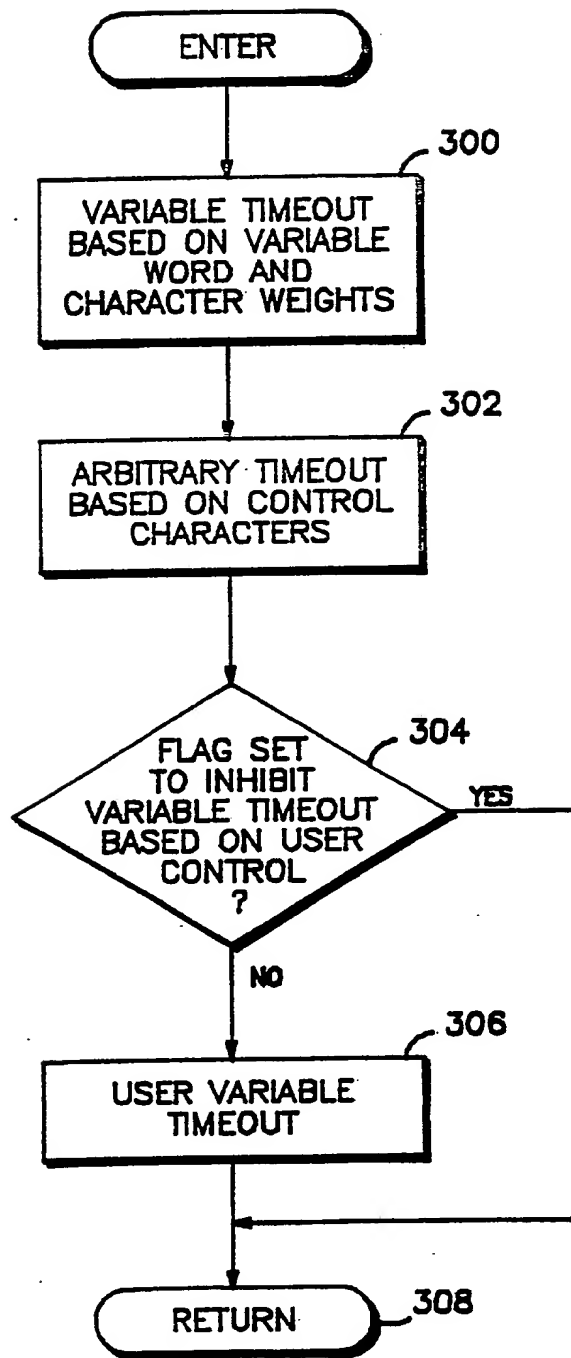 ENTER
300
VARIABLE TIMEOUT
BASED ON VARIABLE
WORD AND
CHARACTER WEIGHTS
302
ARBITRARY TIMEOUT
BASED ON CONTROL
CHARACTERS
304
FLAG SET
TO INHIBIT
VARIABLE TIMEOUT
BASED ON USER
CONTROL
?
YES
NO
306
USER VARIABLE
TIMEOUT
RETURN
308